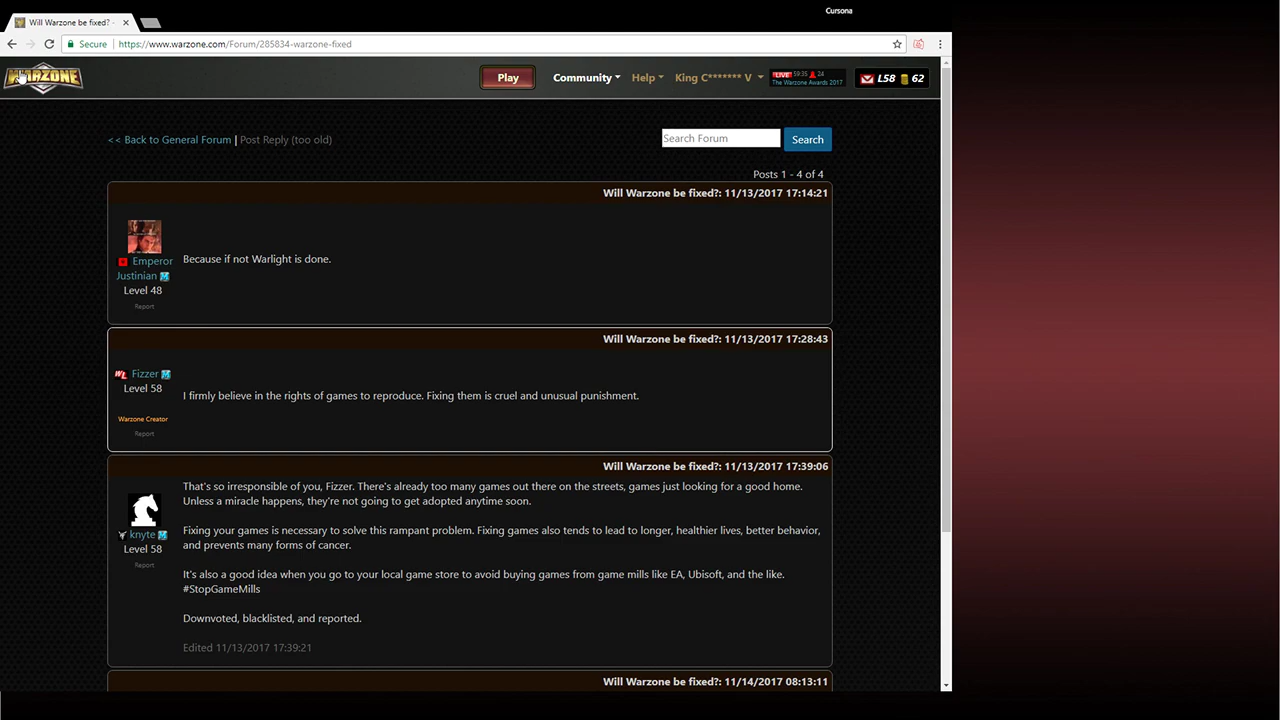 Cursona
Will Warzone be fixed? -
Secure https://www.warzone.com/Forum/285834-warzone-fixed
WARZONE Play Community Help King C******* V LIVE 59:35 24 The Warzone Awards 2017 L58 62
<< Back to General Forum | Post Reply (too old) Search Forum Search
Posts 1 - 4 of 4
Will Warzone be fixed?: 11/13/2017 17:14:21
Emperor
Justinian
Level 48
Report
Because if not Warlight is done.
Will Warzone be fixed?: 11/13/2017 17:28:43
WL Fizzer
Level 58
Warzone Creator
Report
I firmly believe in the rights of games to reproduce. Fixing them is cruel and unusual punishment.
Will Warzone be fixed?: 11/13/2017 17:39:06
knyte
Level 58
Report
That's so irresponsible of you, Fizzer. There's already too many games out there on the streets, games just looking for a good home.
Unless a miracle happens, they're not going to get adopted anytime soon.
Fixing your games is necessary to solve this rampant problem. Fixing games also tends to lead to longer, healthier lives, better behavior,
and prevents many forms of cancer.
It's also a good idea when you go to your local game store to avoid buying games from game mills like EA, Ubisoft, and the like.
#StopGameMills
Downvoted, blacklisted, and reported.
Edited 11/13/2017 17:39:21
Will Warzone be fixed?: 11/14/2017 08:13:11